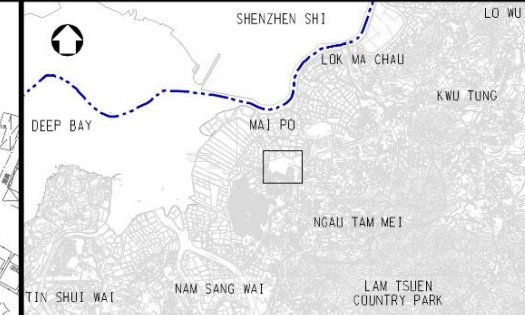 SHENZHEN SHI
LO WU
LOK MA CHAU
KWU TUNG
DEEP BAY
MAI PO
NGAU TAM MEI
TIN SHUI WAI
NAM SANG WAI
LAM TSUEN
COUNTRY PARK